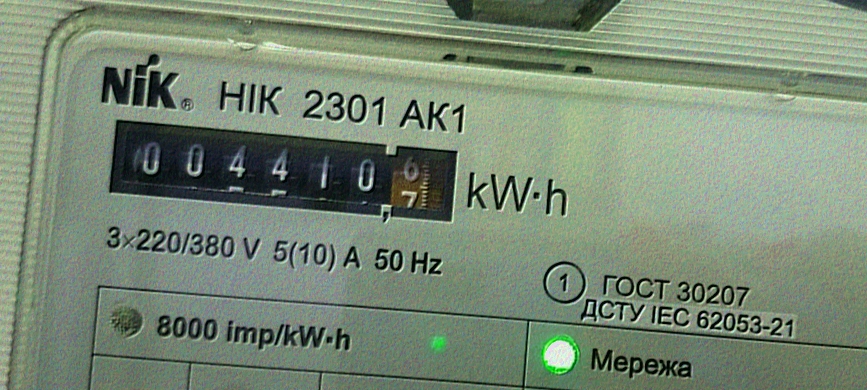 NiK® НІК 2301 АК1
0 0 4 4 1 0, 6 kW·h
7
3×220/380 V 5(10) A 50 Hz
1 ГОСТ 30207
ДСТУ IEC 62053-21
8000 imp/kW·h
Мережа